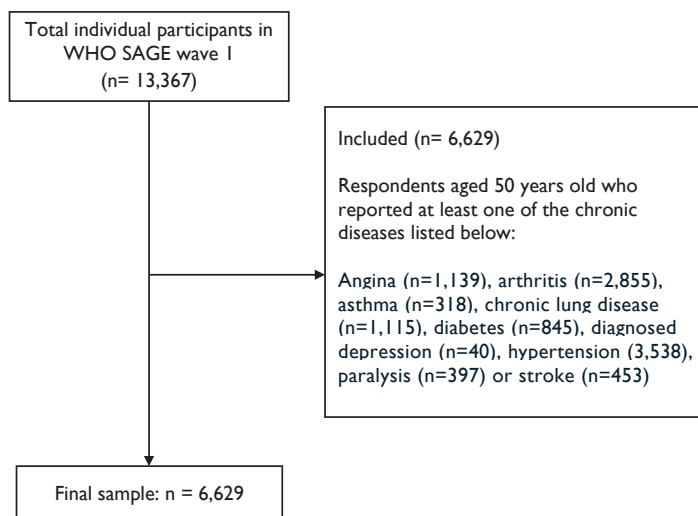 Total individual participants in
WHO SAGE wave 1
(n= 13,367)
Included (n= 6,629)
Respondents aged 50 years old who
reported at least one of the chronic
diseases listed below:
Angina (n=1,139), arthritis (n=2,855),
asthma (n=318), chronic lung disease
(n=1,115), diabetes (n=845), diagnosed
depression (n=40), hypertension (3,538),
paralysis (n=397) or stroke (n=453)
Final sample: n = 6,629